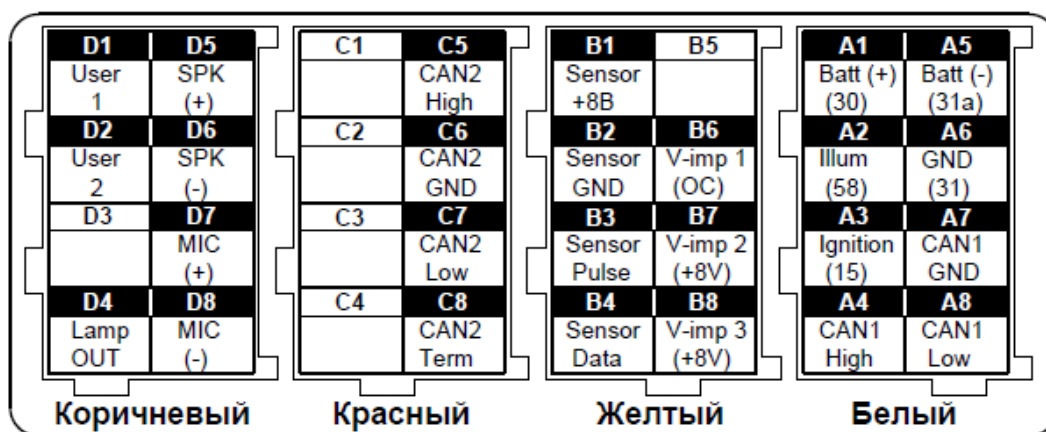 D1 D5 C1 C5 B1 B5 A1 A5
User SPK CAN2 Sensor Batt (+) Batt (-)
1 (+) High +8B (30) (31a)
D2 D6 C2 C6 B2 B6 A2 A6
User SPK CAN2 Sensor V-imp 1 Illum GND
2 (-) GND GND (OC) (58) (31)
D3 D7 C3 C7 B3 B7 A3 A7
MIC CAN2 Sensor V-imp 2 Ignition CAN1
(+) Low Pulse (+8V) (15) GND
D4 D8 C4 C8 B4 B8 A4 A8
Lamp MIC CAN2 Sensor V-imp 3 CAN1 CAN1
OUT (-) Term Data (+8V) High Low
Коричневый Красный Желтый Белый